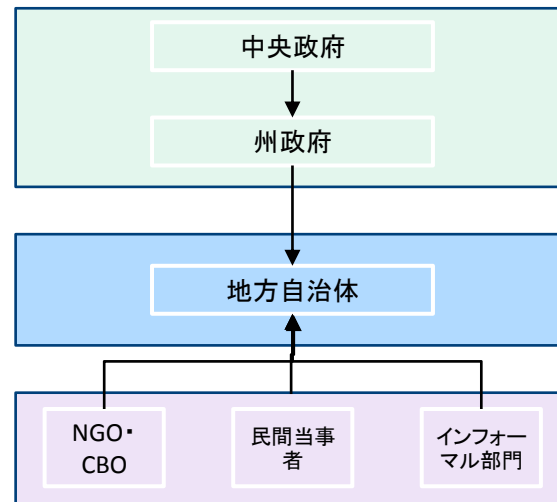 中央政府
州政府
地方自治体
NGO・
CBO
民間当事
者
インフォー
マル部門